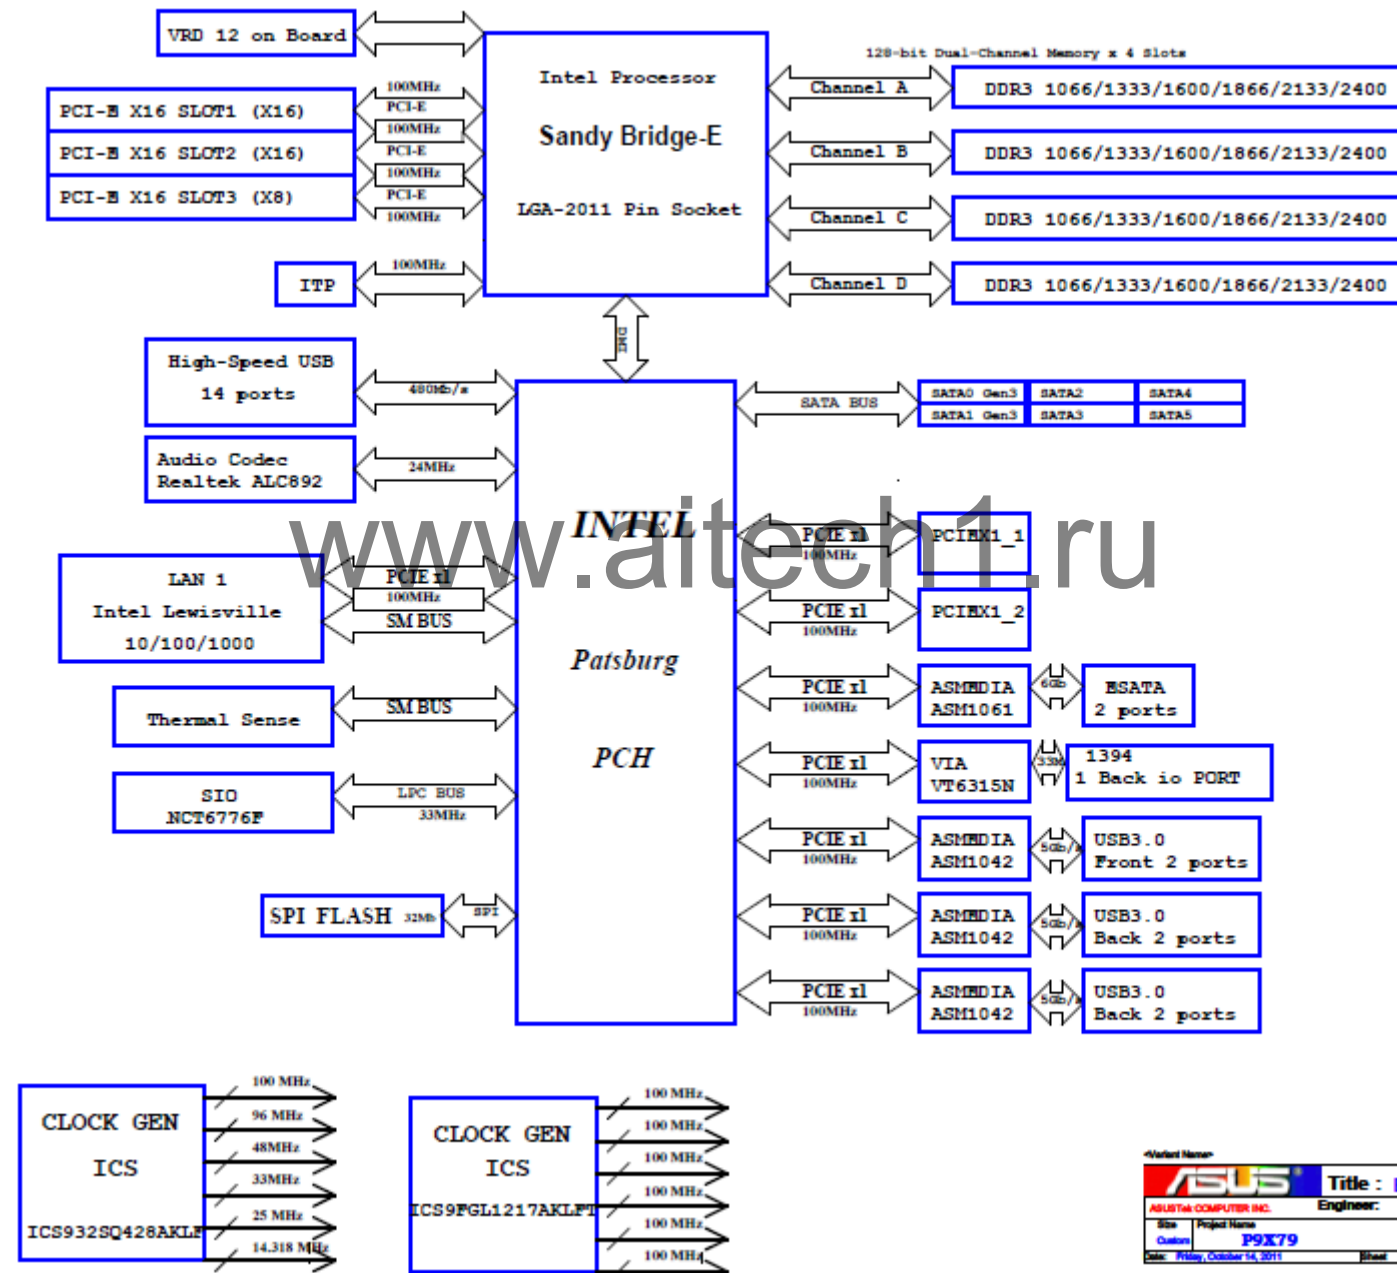 VRD 12 on Board
128-bit Dual-Channel Memory x 4 Slots
Intel Processor
Sandy Bridge-E
LGA-2011 Pin Socket
100MHz
PCI-E X16 SLOT1 (X16)
PCI-E
100MHz
PCI-E X16 SLOT2 (X16)
PCI-E
100MHz
PCI-E X16 SLOT3 (X8)
PCI-E
100MHz
ITP
100MHz
Channel A
DDR3 1066/1333/1600/1866/2133/2400
Channel B
DDR3 1066/1333/1600/1866/2133/2400
Channel C
DDR3 1066/1333/1600/1866/2133/2400
Channel D
DDR3 1066/1333/1600/1866/2133/2400
DMI
High-Speed USB
14 ports
480Mb/s
Audio Codec
Realtek ALC892
24MHz
LAN 1
Intel Lewisville
10/100/1000
PCIE x1
100MHz
SM BUS
Thermal Sense
SM BUS
SIO
NCT6776F
LPC BUS
33MHz
SPI FLASH 32Mb
SPI
INTEL
Patsburg
PCH
www.aitech1.ru
SATA BUS
SATA0 Gen3 SATA2 SATA4
SATA1 Gen3 SATA3 SATA5
PCIE x1
100MHz
PCIEX1_1
PCIE x1
100MHz
PCIEX1_2
PCIE x1
100MHz
ASMEDIA
ASM1061
6Gb
ESATA
2 ports
PCIE x1
100MHz
VIA
VT6315N
33M
1394
1 Back io PORT
PCIE x1
100MHz
ASMEDIA
ASM1042
5Gb/
USB3.0
Front 2 ports
PCIE x1
100MHz
ASMEDIA
ASM1042
5Gb/
USB3.0
Back 2 ports
PCIE x1
100MHz
ASMEDIA
ASM1042
5Gb/
USB3.0
Back 2 ports
CLOCK GEN
ICS
ICS932SQ428AKLF
100 MHz
96 MHz
48MHz
33MHz
25 MHz
14.318 MHz
CLOCK GEN
ICS
ICS9FGL1217AKLFT
100 MHz
100 MHz
100 MHz
100 MHz
100 MHz
100 MHz
<Variant Name>
ASUS
Title :
ASUSTek COMPUTER INC.
Engineer:
Size Project Name
Custom P9X79
Date: Friday, October 14, 2011 Sheet